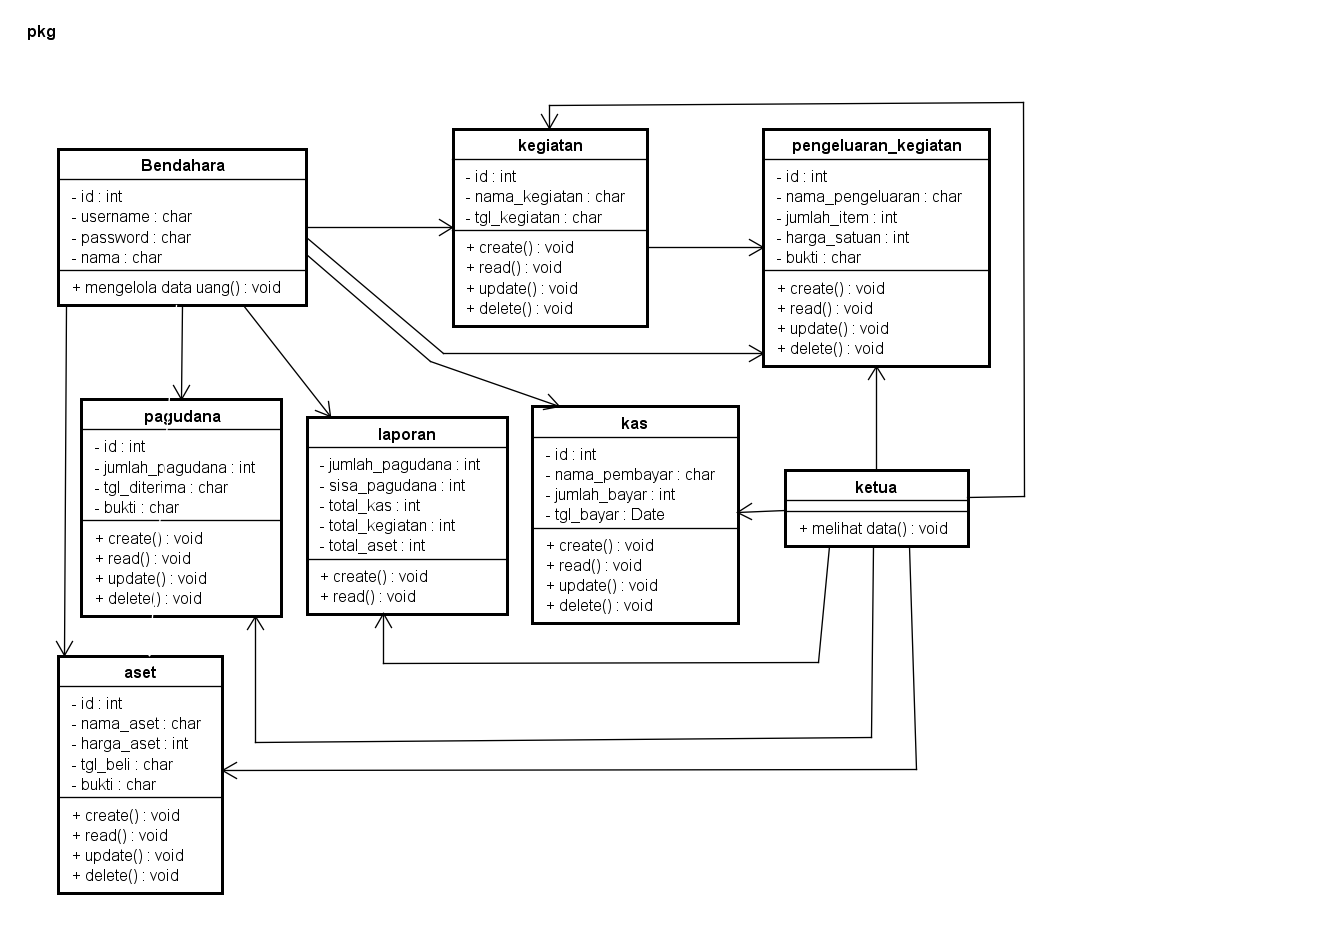 pkg
Bendahara
- id : int
- username : char
- password : char
- nama : char
+ mengelola data uang() : void
kegiatan
- id : int
- nama_kegiatan : char
- tgl_kegiatan : char
+ create() : void
+ read() : void
+ update() : void
+ delete() : void
pengeluaran_kegiatan
- id : int
- nama_pengeluaran : char
- jumlah_item : int
- harga_satuan : int
- bukti : char
+ create() : void
+ read() : void
+ update() : void
+ delete() : void
pagudana
- id : int
- jumlah_pagudana : int
- tgl_diterima : char
- bukti : char
+ create() : void
+ read() : void
+ update() : void
+ delete() : void
laporan
- jumlah_pagudana : int
- sisa_pagudana : int
- total_kas : int
- total_kegiatan : int
- total_aset : int
+ create() : void
+ read() : void
kas
- id : int
- nama_pembayar : char
- jumlah_bayar : int
- tgl_bayar : Date
+ create() : void
+ read() : void
+ update() : void
+ delete() : void
ketua
+ melihat data() : void
aset
- id : int
- nama_aset : char
- harga_aset : int
- tgl_beli : char
- bukti : char
+ create() : void
+ read() : void
+ update() : void
+ delete() : void